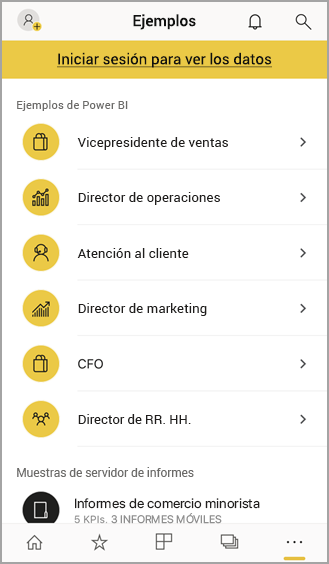 Ejemplos
Iniciar sesión para ver los datos
Ejemplos de Power BI
Vicepresidente de ventas
Director de operaciones
Atención al cliente
Director de marketing
CFO
Director de RR. HH.
Muestras de servidor de informes
Informes de comercio minorista
5 KPIs. 3 INFORMES MÓVILES